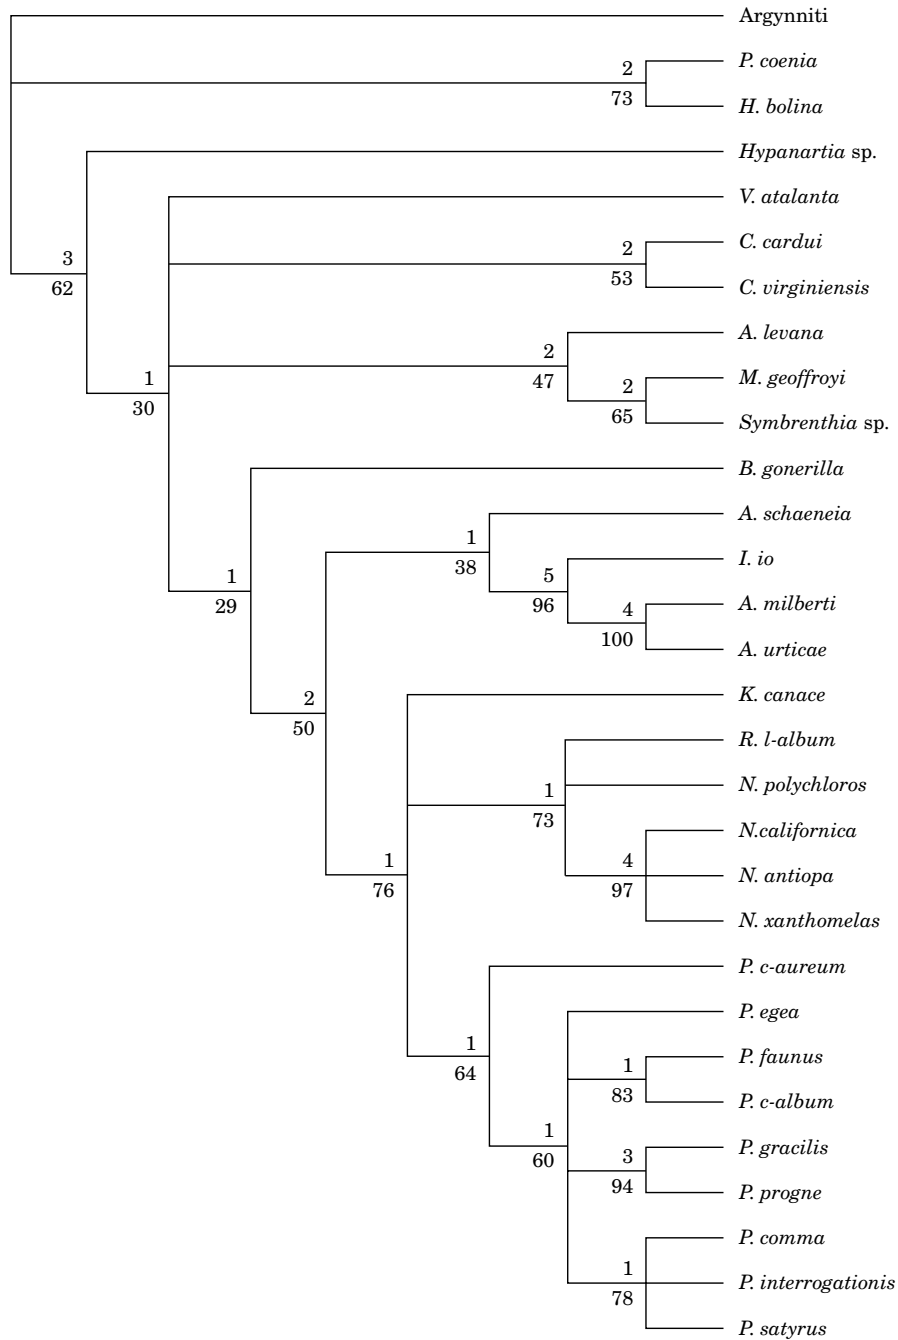 Argynniti
2
P. coenia
73
H. bolina
Hypanartia sp.
V. atalanta
3
62
2
C. cardui
53
C. virginiensis
A. levana
2
47
1
30
2
M. geoffroyi
65
Symbrenthia sp.
B. gonerilla
A. schaeneia
1
38
1
29
5
I. io
96
4
A. milberti
100
A. urticae
2
50
K. canace
R. l-album
1
N. polychloros
73
N.californica
1
76
4
N. antiopa
97
N. xanthomelas
P. c-aureum
P. egea
1
64
1
P. faunus
83
P. c-album
1
60
3
P. gracilis
94
P. progne
P. comma
1
P. interrogationis
78
P. satyrus